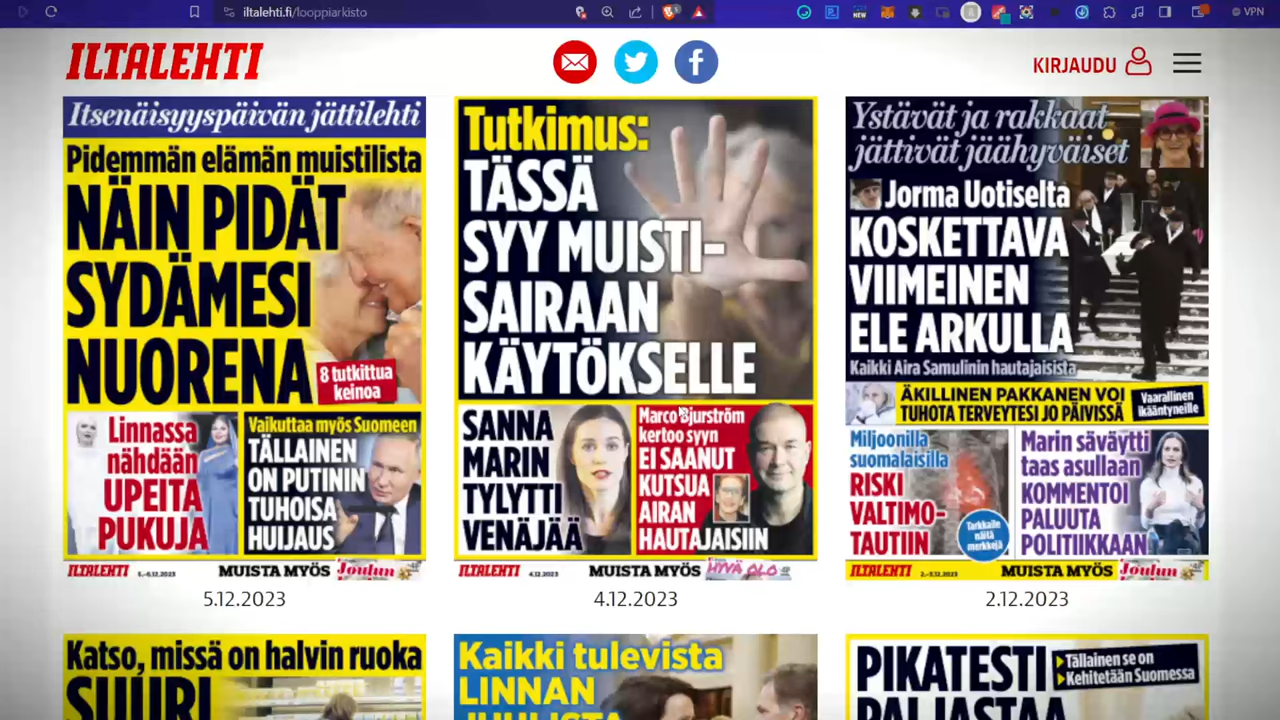 iltalehti.fi/looppiarkisto
VPN
ILTALEHTI
KIRJAUDU
Itsenäisyyspäivän jättilehti
Pidemmän elämän muistilista
NÄIN PIDÄT
SYDÄMESI
NUORENA
8 tutkittua
keinoa
Linnassa
nähdään
UPEITA
PUKUJA
Vaikuttaa myös Suomeen
TÄLLAINEN
ON PUTININ
TUHOISA
HUIJAUS
ILTALEHTI
MUISTA MYÖS
Joulun
5.12.2023
Tutkimus:
TÄSSÄ
SYY MUISTI-
SAIRAAN
KÄYTÖKSELLE
SANNA
MARIN
TYLYTTI
VENÄJÄÄ
Marco Bjurström
kertoo syyn
EI SAANUT
KUTSUA
AIRAN
HAUTAJAISIIN
ILTALEHTI 4.12.2023
MUISTA MYÖS
HYVÄ OLO
4.12.2023
Ystävät ja rakkaat
jättivät jäähyväiset
Jorma Uotiselta
KOSKETTAVA
VIIMEINEN
ELE ARKULLA
Kaikki Aira Samulinin hautajaisista
ÄKILLINEN PAKKANEN VOI
TUHOTA TERVEYTESI JO PÄIVISSÄ
Vaarallinen
ikääntyneille
Miljoonilla
suomalaisilla
RISKI
VALTIMO-
TAUTIIN
Tarkkaile
näitä
merkkejä
Marin säväytti
taas asullaan
KOMMENTOI
PALUUTA
POLITIIKKAAN
ILTALEHTI
MUISTA MYÖS
Joulun
2.12.2023
Katso, missä on halvin ruoka
SUURI
Kaikki tulevista
LINNAN
JUHLISTA
PIKATESTI
PALJASTAA
Tällainen se on
Kehitetään Suomessa